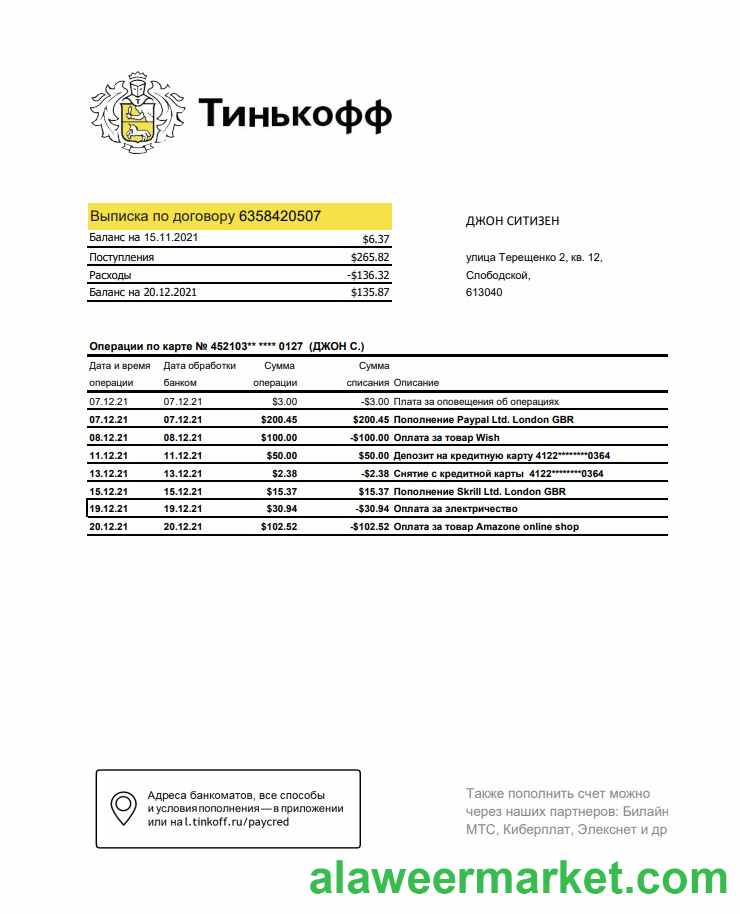 Тинькофф
Выписка по договору 6358420507
Баланс на 15.11.2021 $6.37
Поступления $265.82
Расходы -$136.32
Баланс на 20.12.2021 $135.87
ДЖОН СИТИЗЕН
улица Терещенко 2, кв. 12,
Слободской,
613040
Операции по карте № 452103** **** 0127 (ДЖОН С.)
Дата и время Дата обработки Сумма Сумма
операции банком операции списания Описание
07.12.21 07.12.21 $3.00 -$3.00 Плата за оповещения об операциях
07.12.21 07.12.21 $200.45 $200.45 Пополнение Paypal Ltd. London GBR
08.12.21 08.12.21 $100.00 -$100.00 Оплата за товар Wish
11.12.21 11.12.21 $50.00 $50.00 Депозит на кредитную карту 4122********0364
13.12.21 13.12.21 $2.38 -$2.38 Снятие с кредитной карты 4122********0364
15.12.21 15.12.21 $15.37 $15.37 Пополнение Skrill Ltd. London GBR
19.12.21 19.12.21 $30.94 -$30.94 Оплата за электричество
20.12.21 20.12.21 $102.52 -$102.52 Оплата за товар Amazone online shop
Адреса банкоматов, все способы
и условия пополнения — в приложении
или на l.tinkoff.ru/paycred
Также пополнить счет можно
через наших партнеров: Билайн
МТС, Киберплат, Элекснет и др
alaweermarket.com